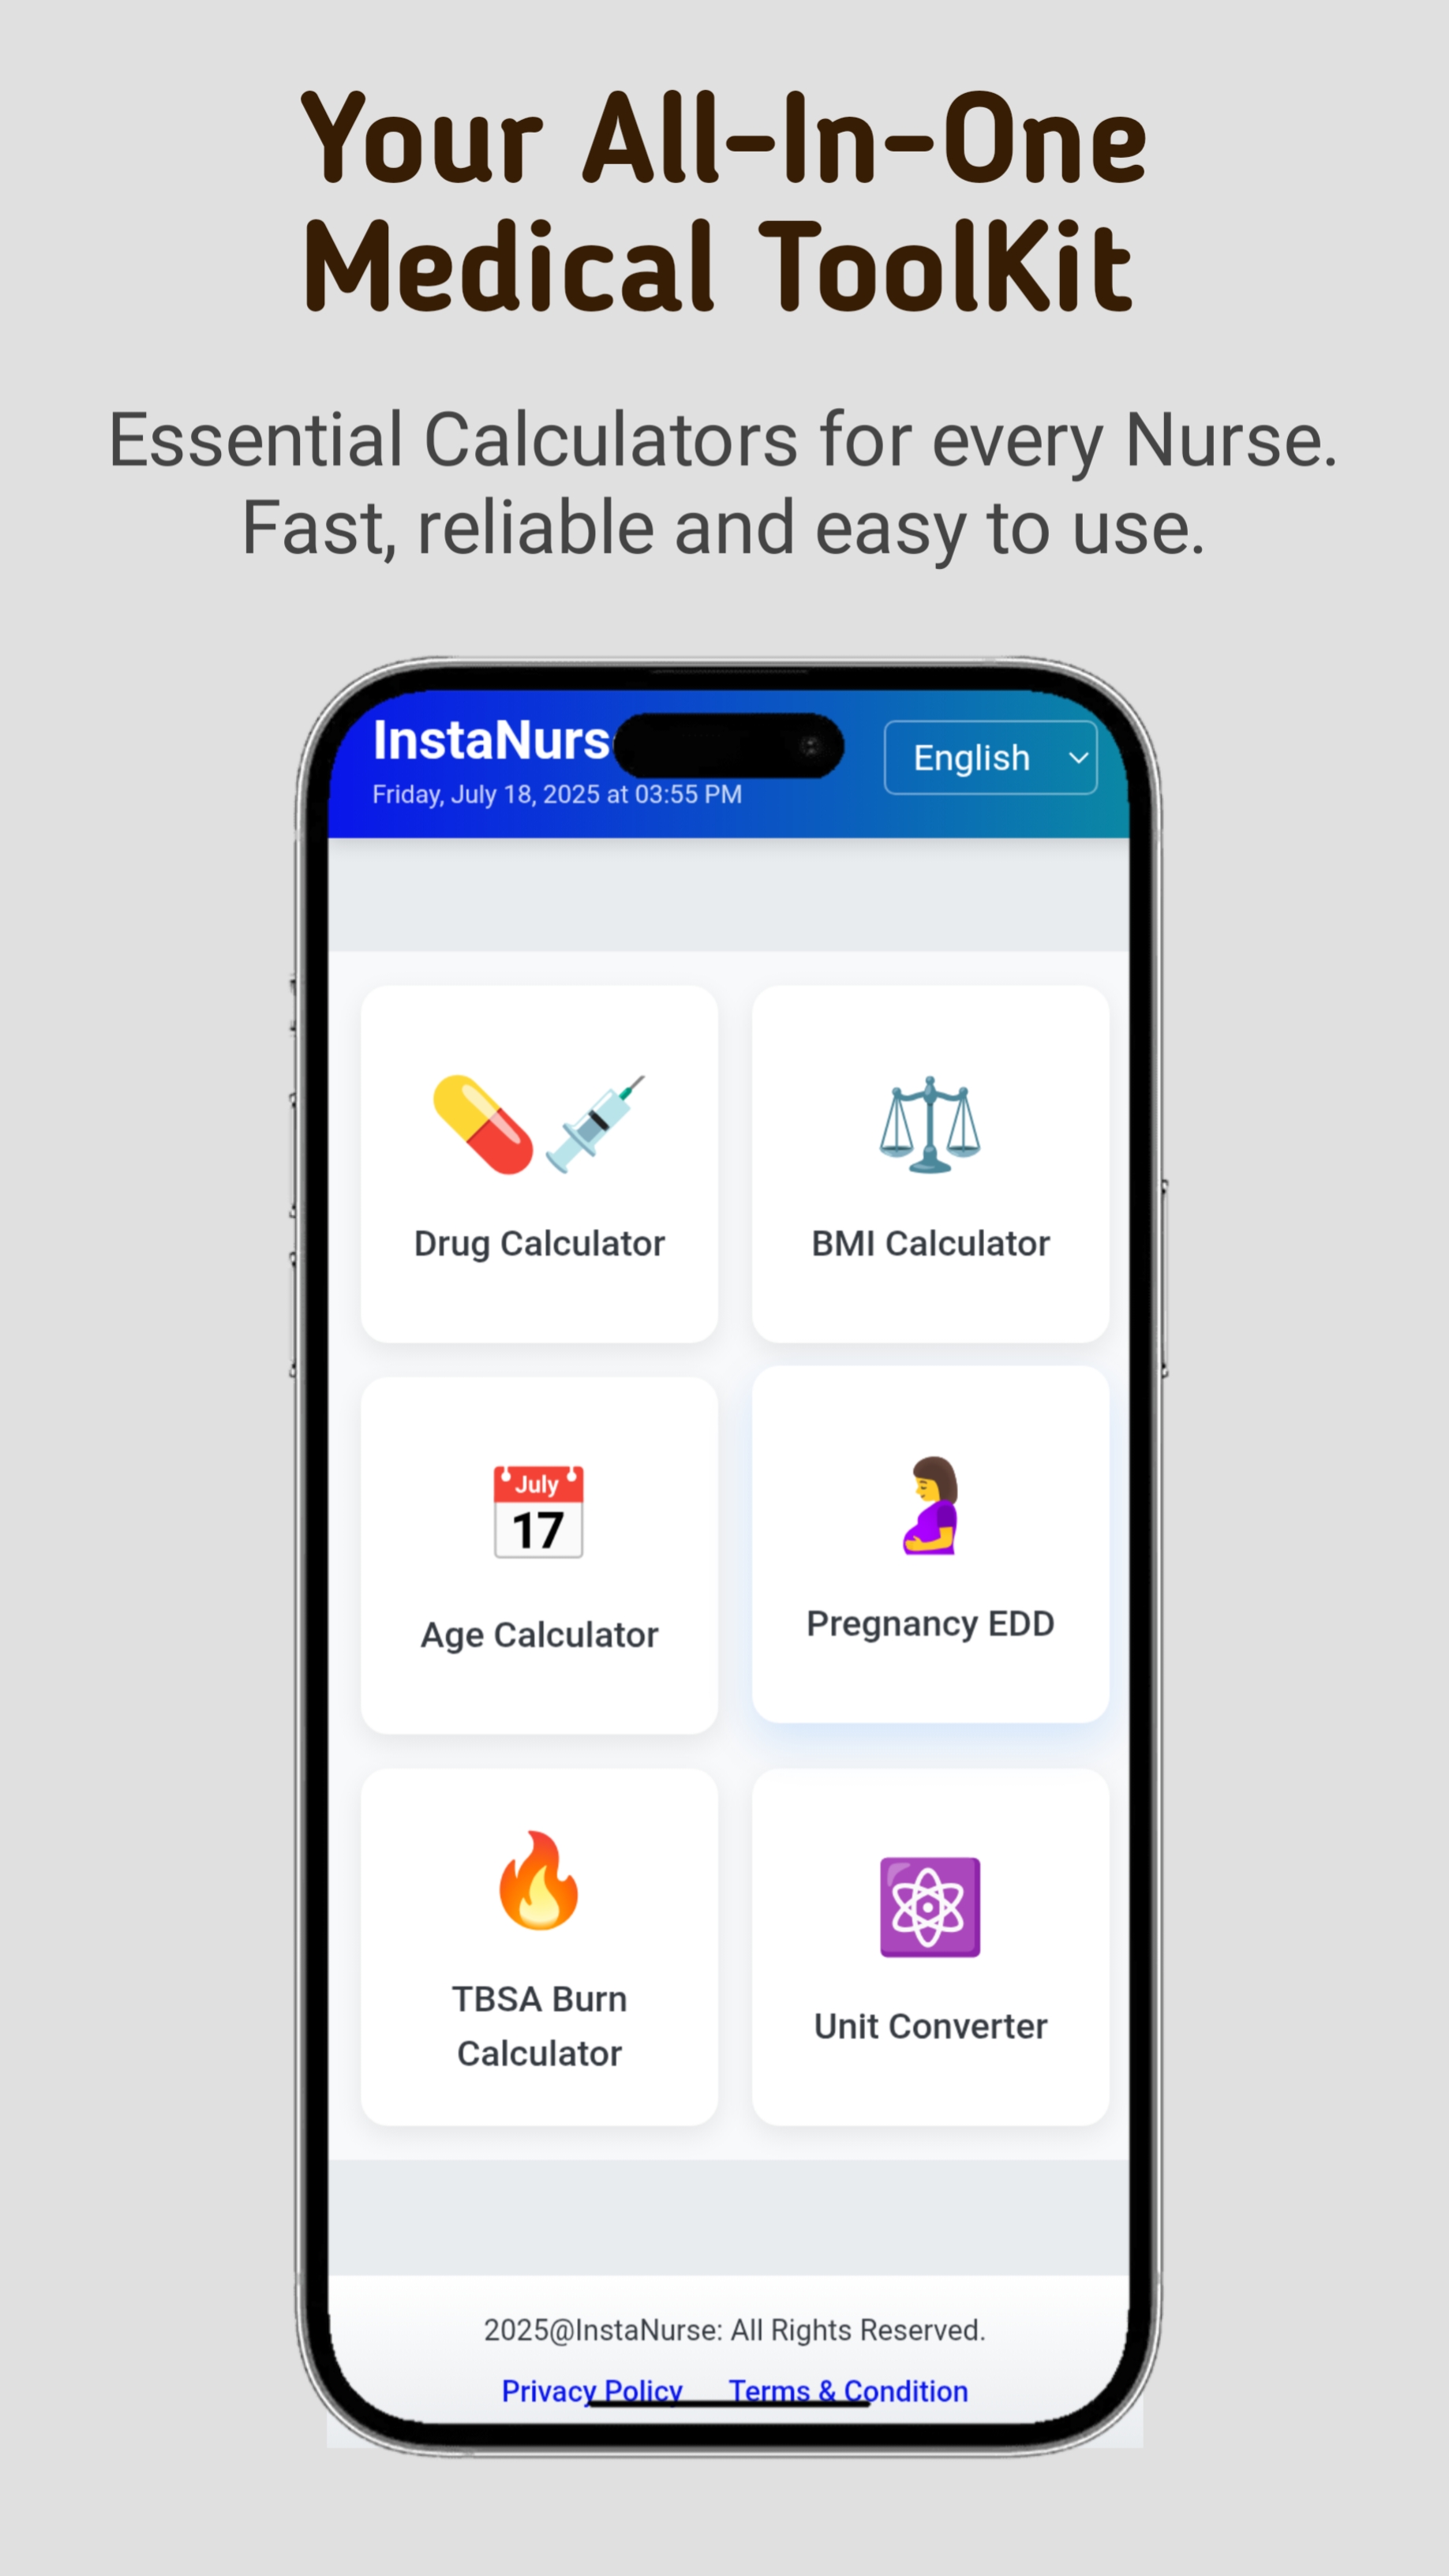 Your All-In-One
Medical ToolKit
Essential Calculators for every Nurse.
Fast, reliable and easy to use.
InstaNurs
English
Friday, July 18, 2025 at 03:55 PM
Drug Calculator
BMI Calculator
July
17
Age Calculator
Pregnancy EDD
TBSA Burn
Calculator
Unit Converter
2025@InstaNurse: All Rights Reserved.
Privacy Policy Terms & Condition